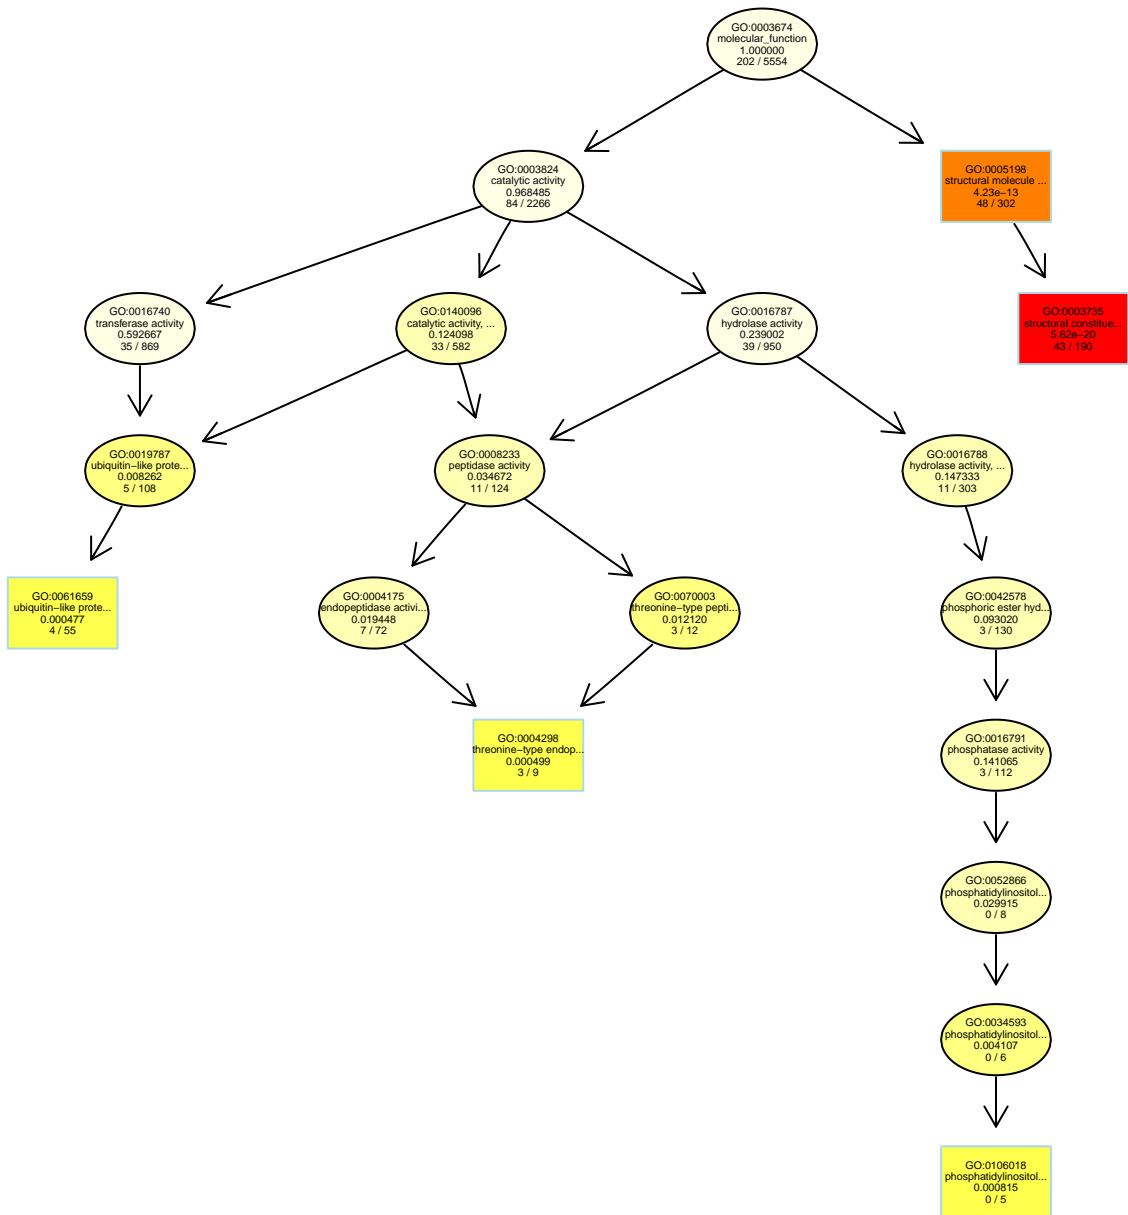 GO:0003674
molecular_function
1.000000
202 / 5554
GO:0003824
catalytic activity
0.968485
84 / 2266
GO:0005198
structural molecule ...
4.23e−13
48 / 302
GO:0016740
transferase activity
0.592667
35 / 869
GO:0140096
catalytic activity, ...
0.124098
33 / 582
GO:0016787
hydrolase activity
0.239002
39 / 950
GO:0003735
structural constitue...
5.62e−20
43 / 190
GO:0019787
ubiquitin−like prote...
0.008262
5 / 108
GO:0008233
peptidase activity
0.034672
11 / 124
GO:0016788
hydrolase activity, ...
0.147333
11 / 303
GO:0061659
ubiquitin−like prote...
0.000477
4 / 55
GO:0004175
endopeptidase activi...
0.019448
7 / 72
GO:0070003
threonine−type pepti...
0.012120
3 / 12
GO:0042578
phosphoric ester hyd...
0.093020
3 / 130
GO:0004298
threonine−type endop...
0.000499
3 / 9
GO:0016791
phosphatase activity
0.141065
3 / 112
GO:0052866
phosphatidylinositol...
0.029915
0 / 8
GO:0034593
phosphatidylinositol...
0.004107
0 / 6
GO:0106018
phosphatidylinositol...
0.000815
0 / 5